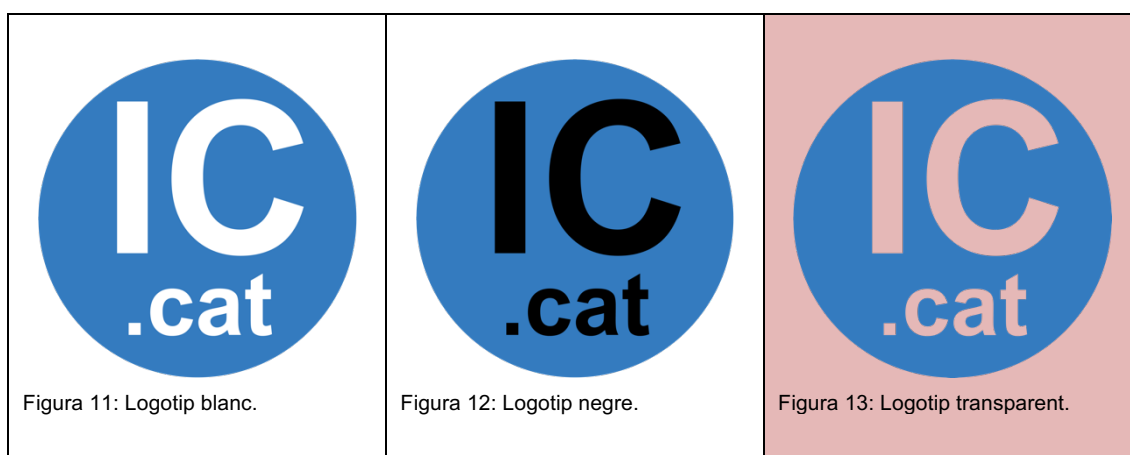 IC
.cat
Figura 11: Logotip blanc.
IC
.cat
Figura 12: Logotip negre.
IC
.cat
Figura 13: Logotip transparent.